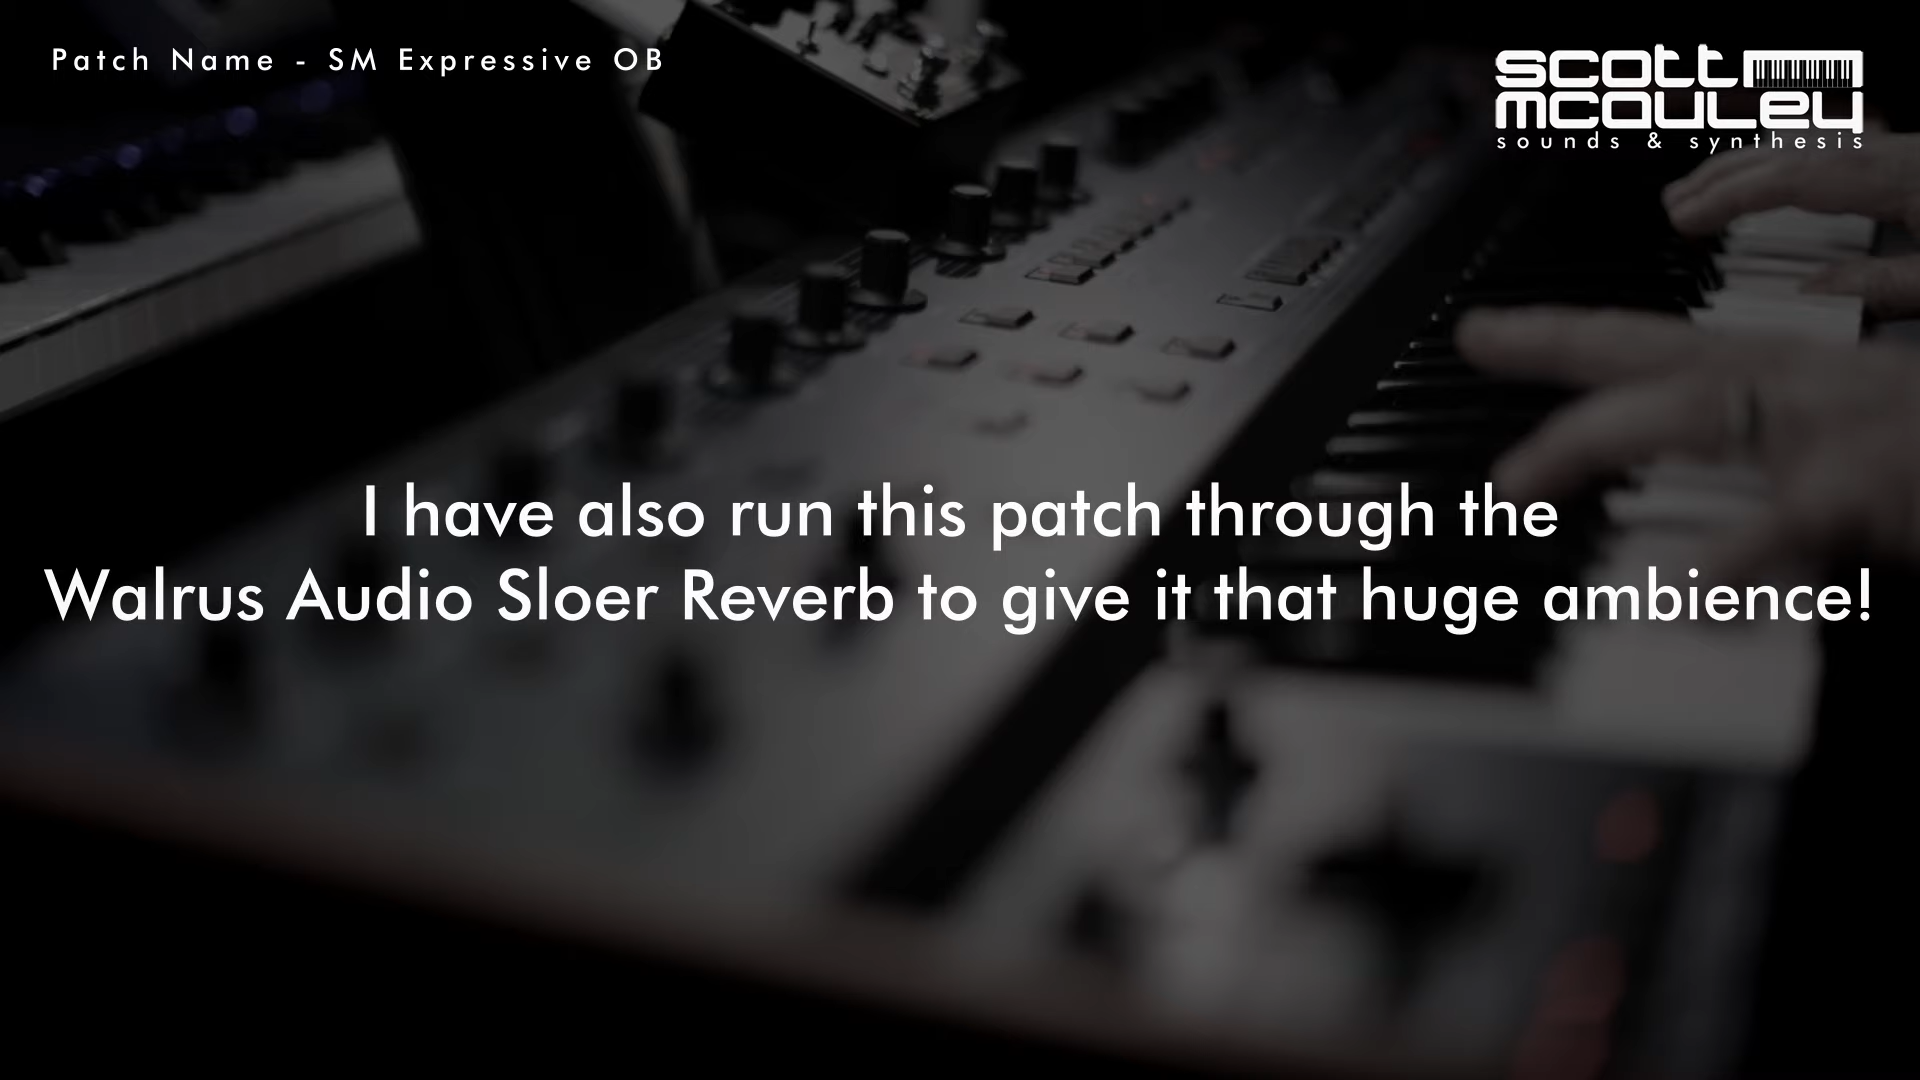 Patch Name - SM Expressive OB
scott
mcauley
sounds & synthesis
I have also run this patch through the
Walrus Audio Sloer Reverb to give it that huge ambience!